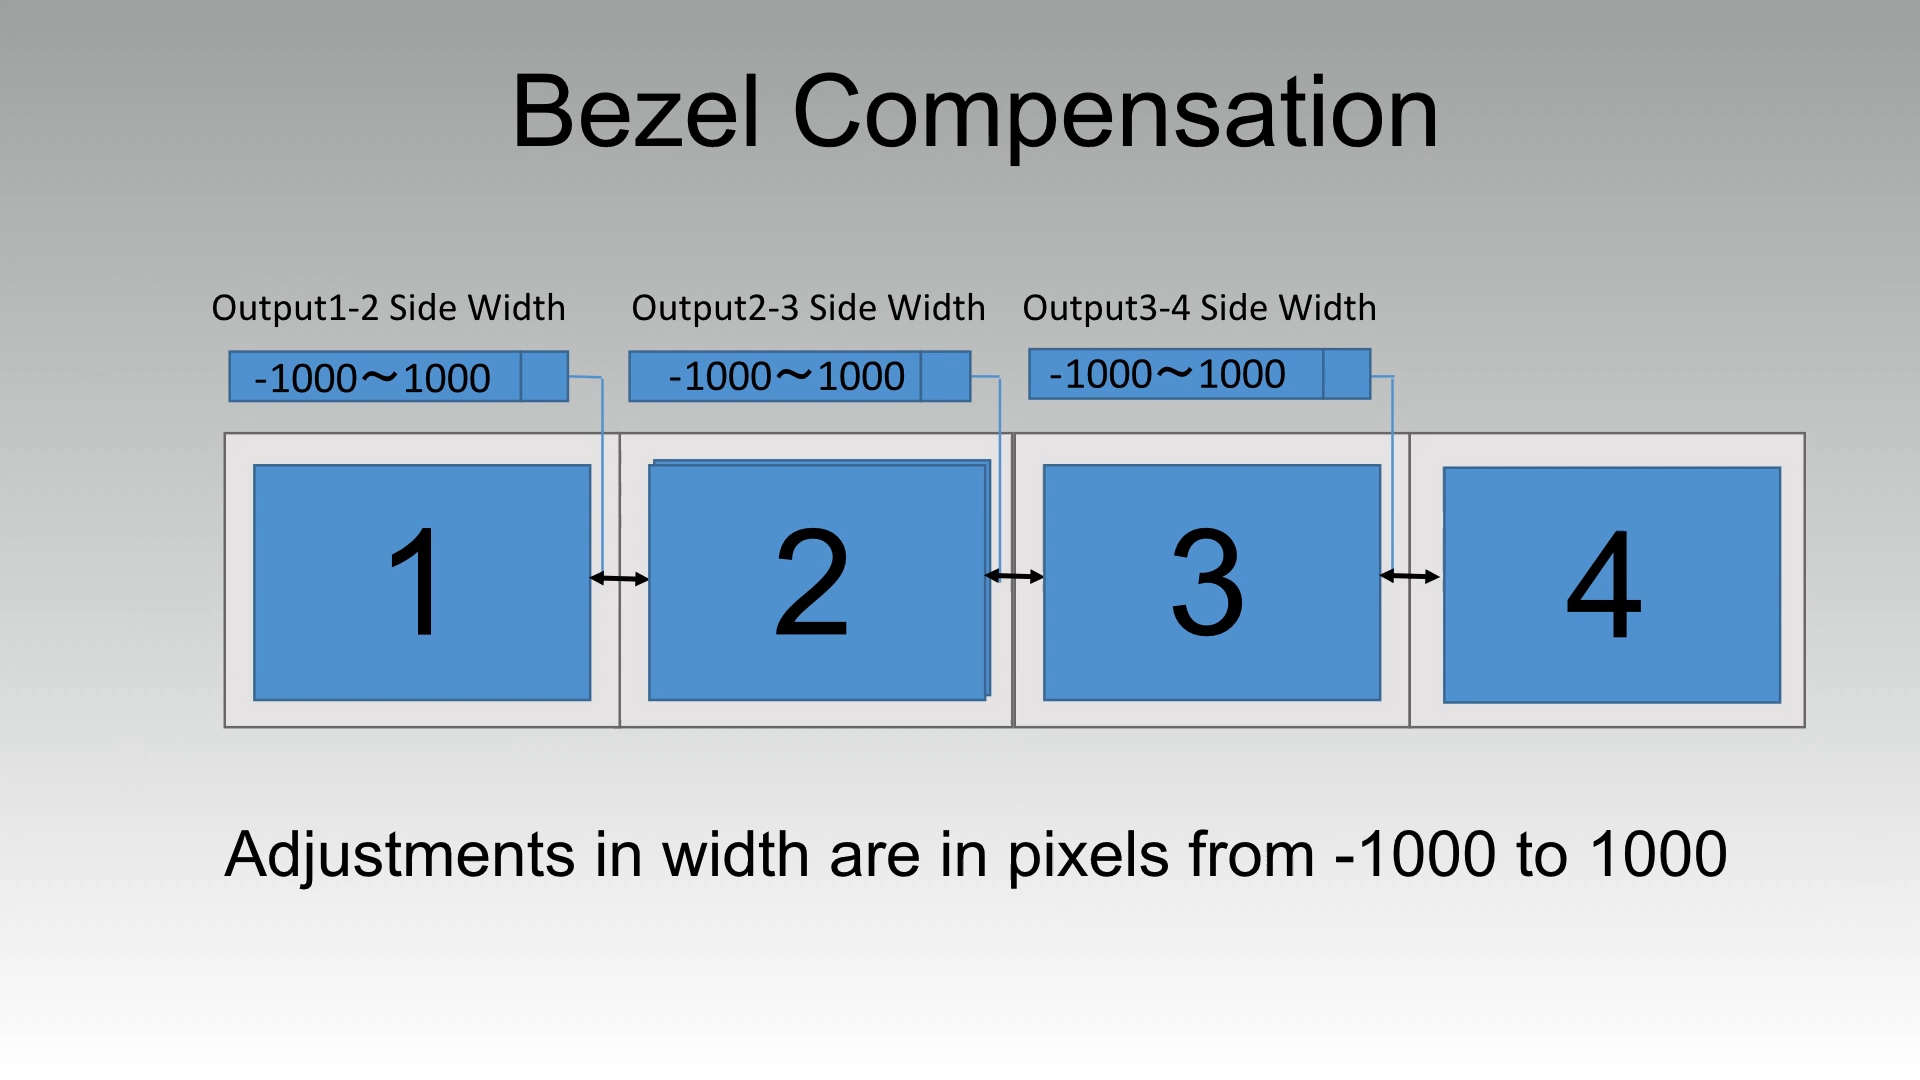 Bezel Compensation
Output1-2 Side Width
Output2-3 Side Width
Output3-4 Side Width
-1000～1000
-1000～1000
-1000～1000
1
2
3
4
Adjustments in width are in pixels from -1000 to 1000